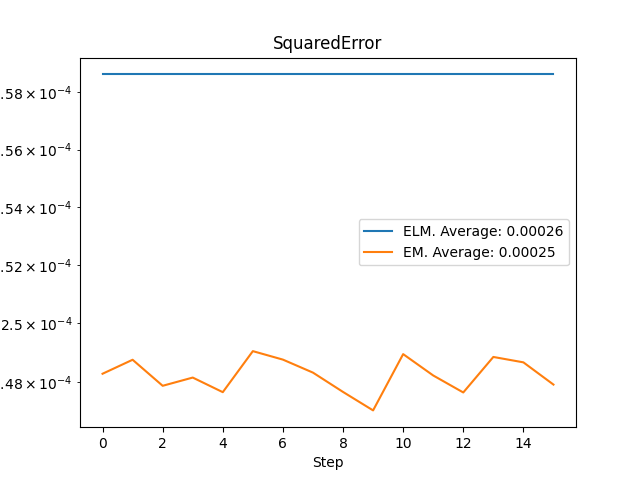 SquaredError
.58 × 10⁻⁴
.56 × 10⁻⁴
.54 × 10⁻⁴
.52 × 10⁻⁴
2.5 × 10⁻⁴
.48 × 10⁻⁴
ELM. Average: 0.00026
EM. Average: 0.00025
0 2 4 6 8 10 12 14
Step